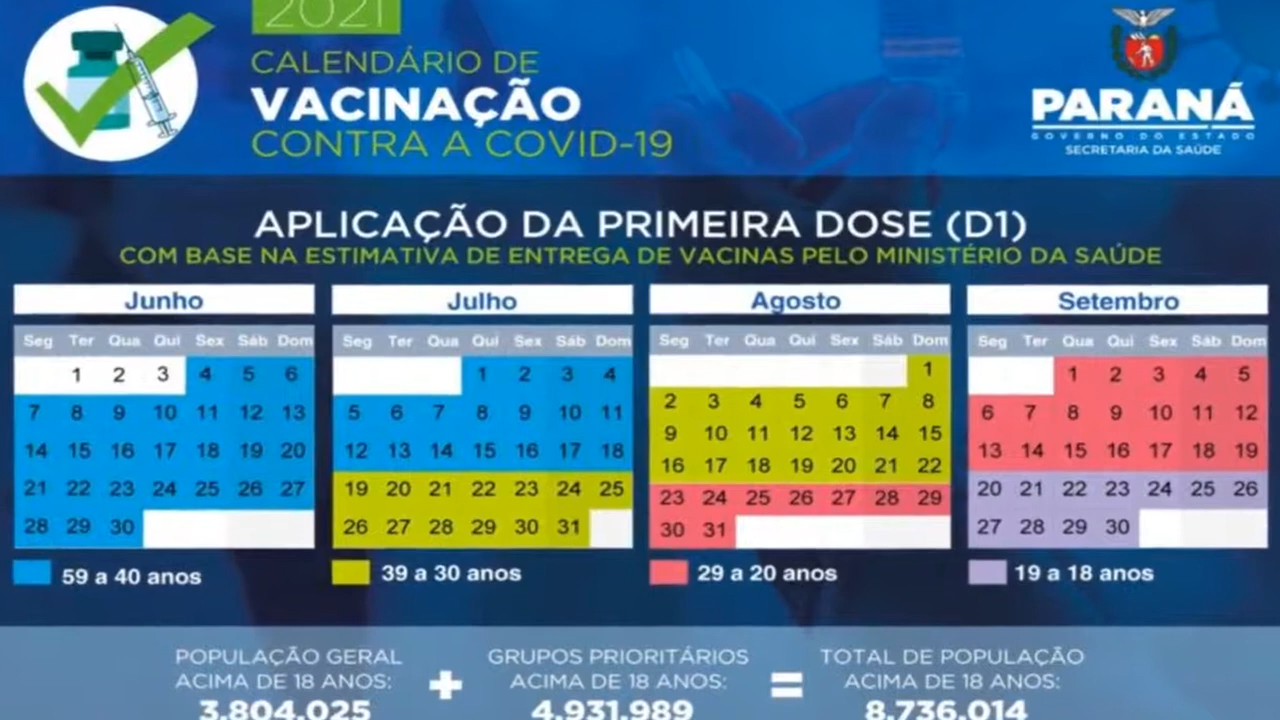 2021
CALENDÁRIO DE
VACINAÇÃO
CONTRA A COVID-19
PARANÁ
GOVERNO DO ESTADO
SECRETARIA DA SAÚDE
APLICAÇÃO DA PRIMEIRA DOSE (D1)
COM BASE NA ESTIMATIVA DE ENTREGA DE VACINAS PELO MINISTÉRIO DA SAÚDE
Junho
Seg Ter Qua Qui Sex Sáb Dom
1 2 3 4 5 6
7 8 9 10 11 12 13
14 15 16 17 18 19 20
21 22 23 24 25 26 27
28 29 30
59 a 40 anos
Julho
Seg Ter Qua Qui Sex Sáb Dom
1 2 3 4
5 6 7 8 9 10 11
12 13 14 15 16 17 18
19 20 21 22 23 24 25
26 27 28 29 30 31
39 a 30 anos
Agosto
Seg Ter Qua Qui Sex Sáb Dom
1
2 3 4 5 6 7 8
9 10 11 12 13 14 15
16 17 18 19 20 21 22
23 24 25 26 27 28 29
30 31
29 a 20 anos
Setembro
Seg Ter Qua Qui Sex Sáb Dom
1 2 3 4 5
6 7 8 9 10 11 12
13 14 15 16 17 18 19
20 21 22 23 24 25 26
27 28 29 30
19 a 18 anos
POPULAÇÃO GERAL
ACIMA DE 18 ANOS:
3.804.025
+
GRUPOS PRIORITÁRIOS
ACIMA DE 18 ANOS:
4.931.989
=
TOTAL DE POPULAÇÃO
ACIMA DE 18 ANOS:
8.736.014